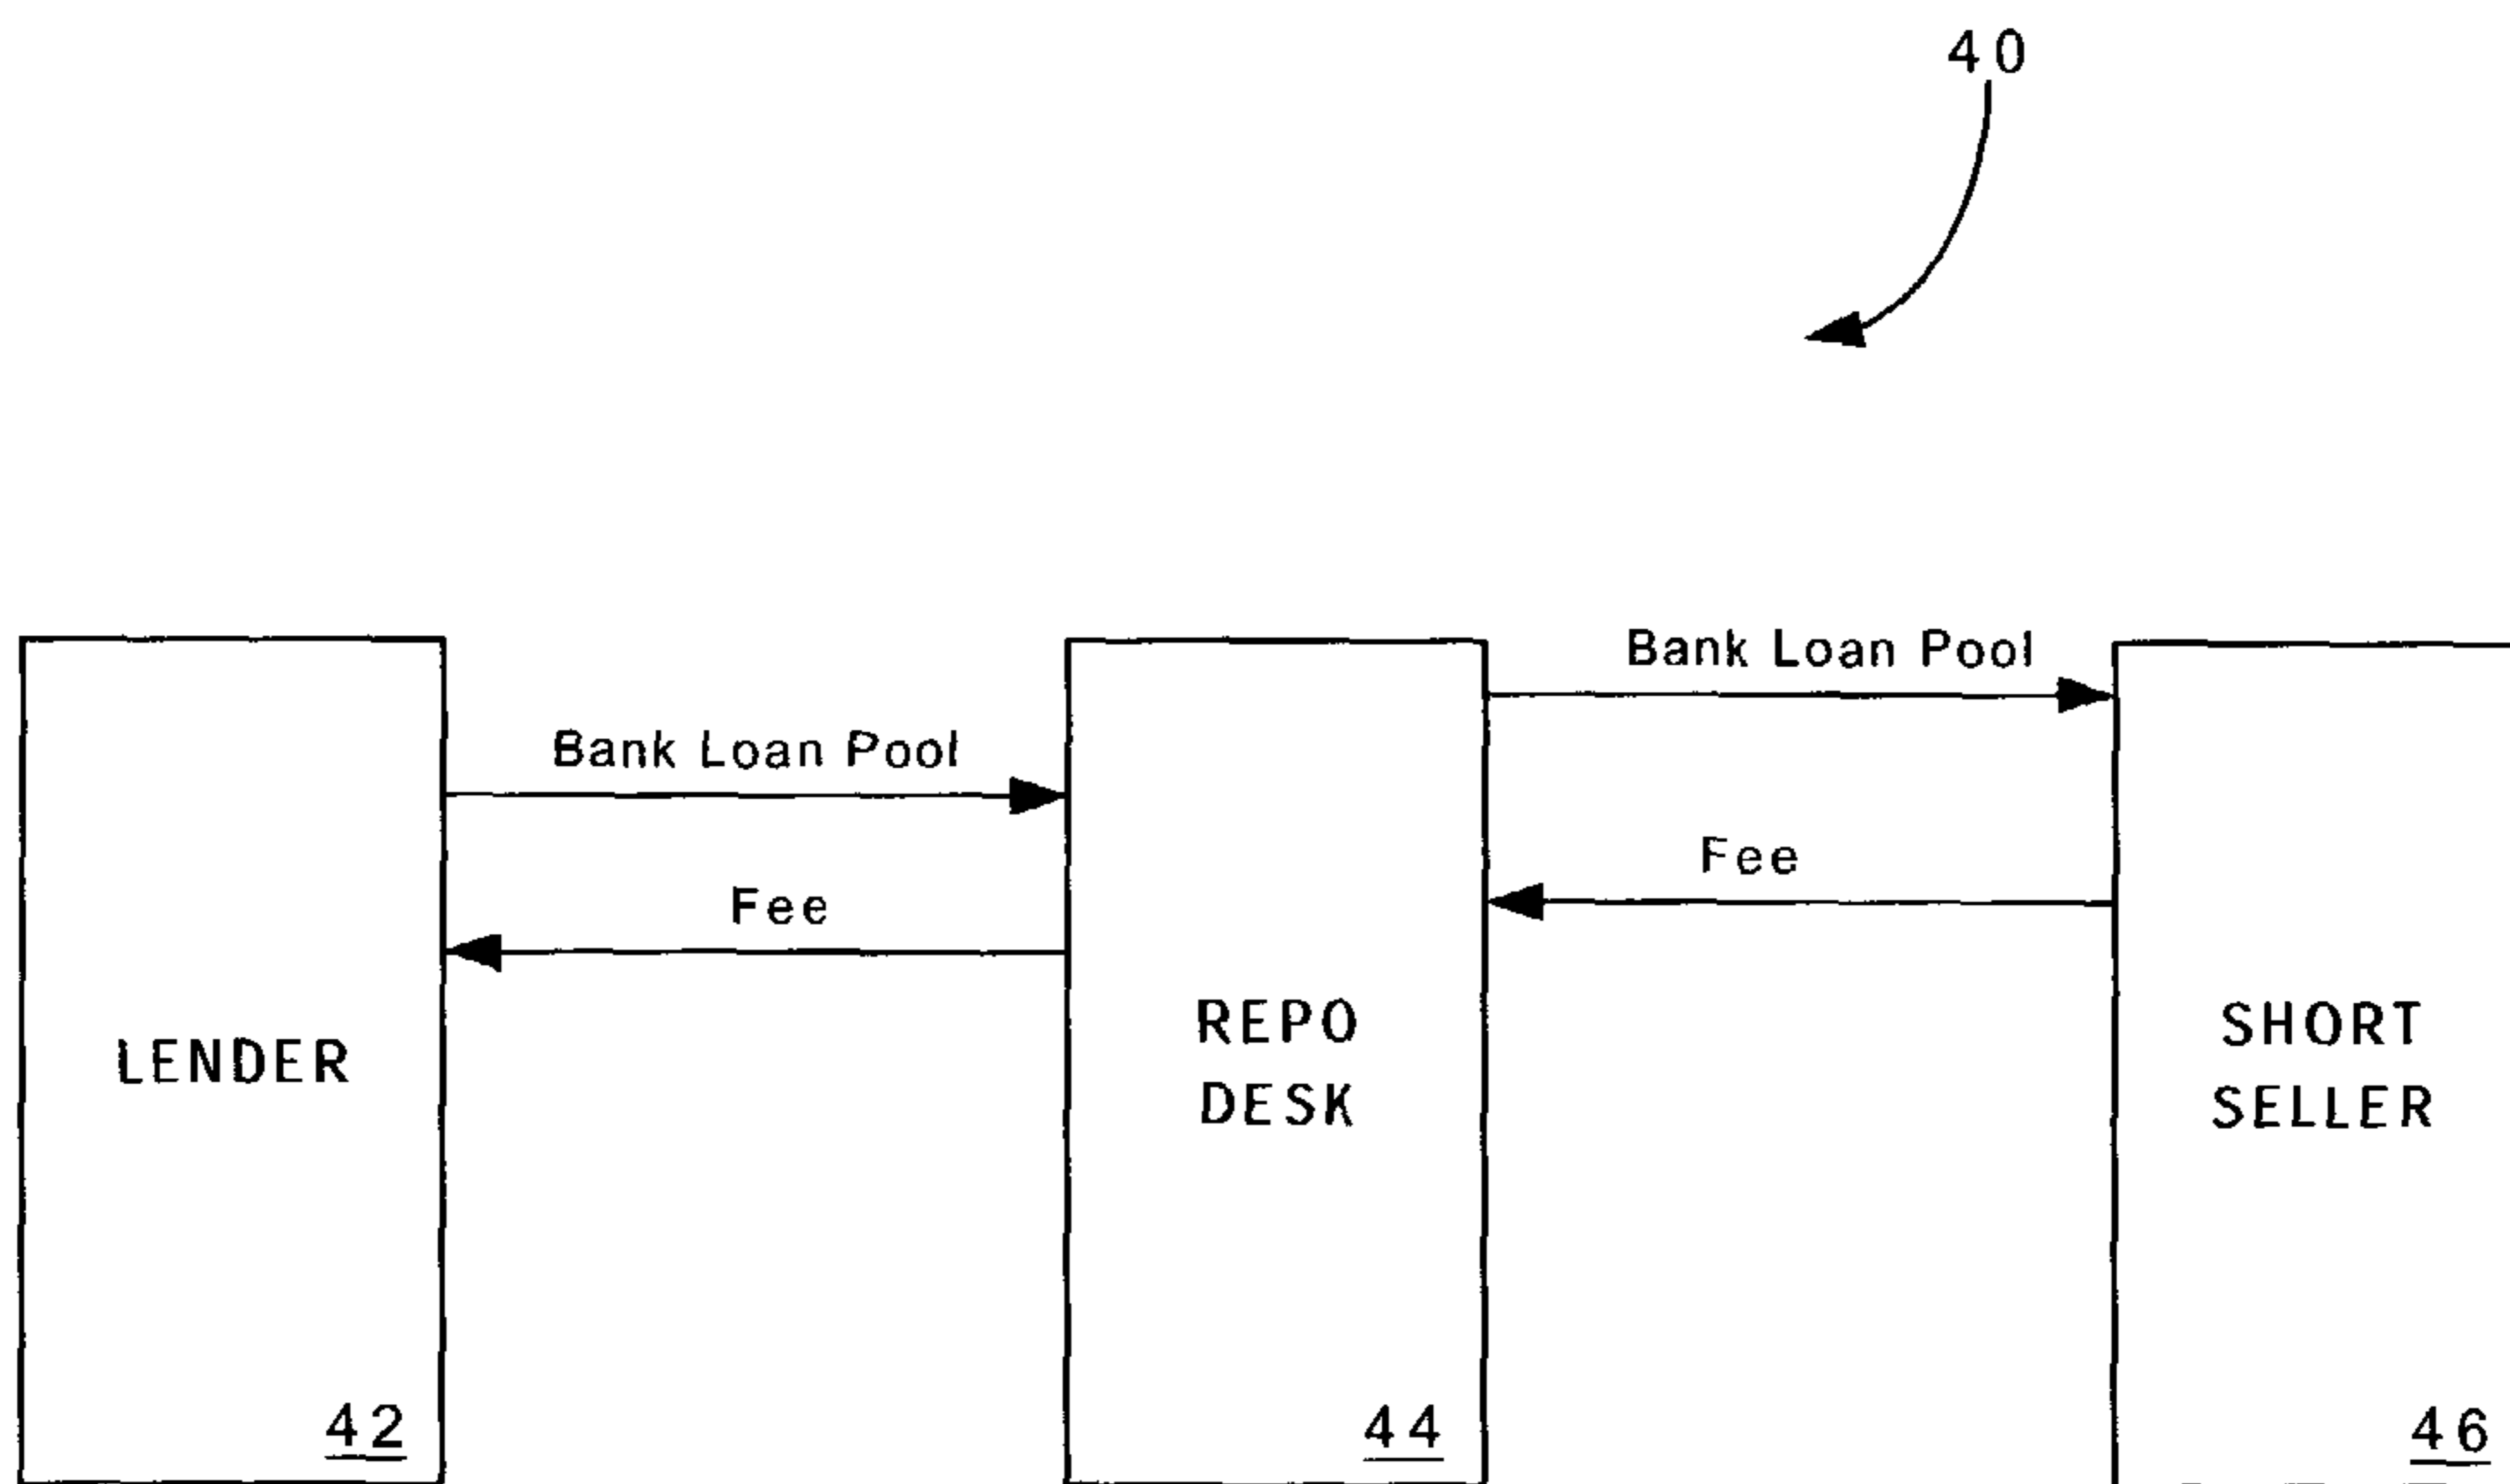 40
Bank Loan Pool
Bank Loan Pool
Fee
Fee
LENDER
REPO
DESK
SHORT
SELLER
42
44
46